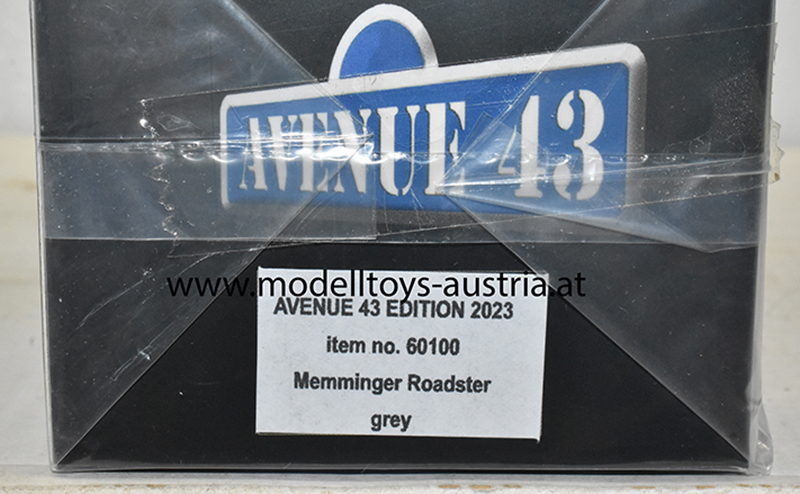 AVENUE 43
www.modelltoys-austria.at
AVENUE 43 EDITION 2023
item no. 60100
Memminger Roadster
grey